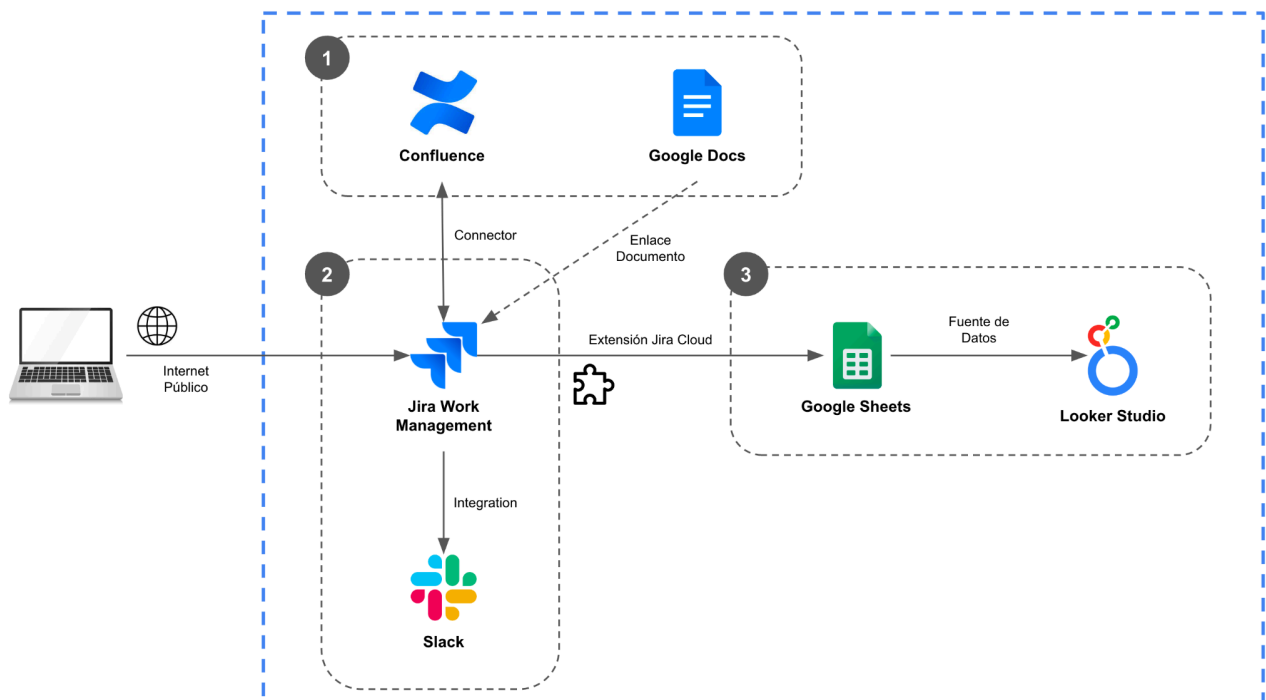 1
Confluence
Google Docs
Connector
Enlace
Documento
2
3
Internet
Público
Jira Work
Management
Extensión Jira Cloud
Google Sheets
Fuente de
Datos
Looker Studio
Integration
Slack